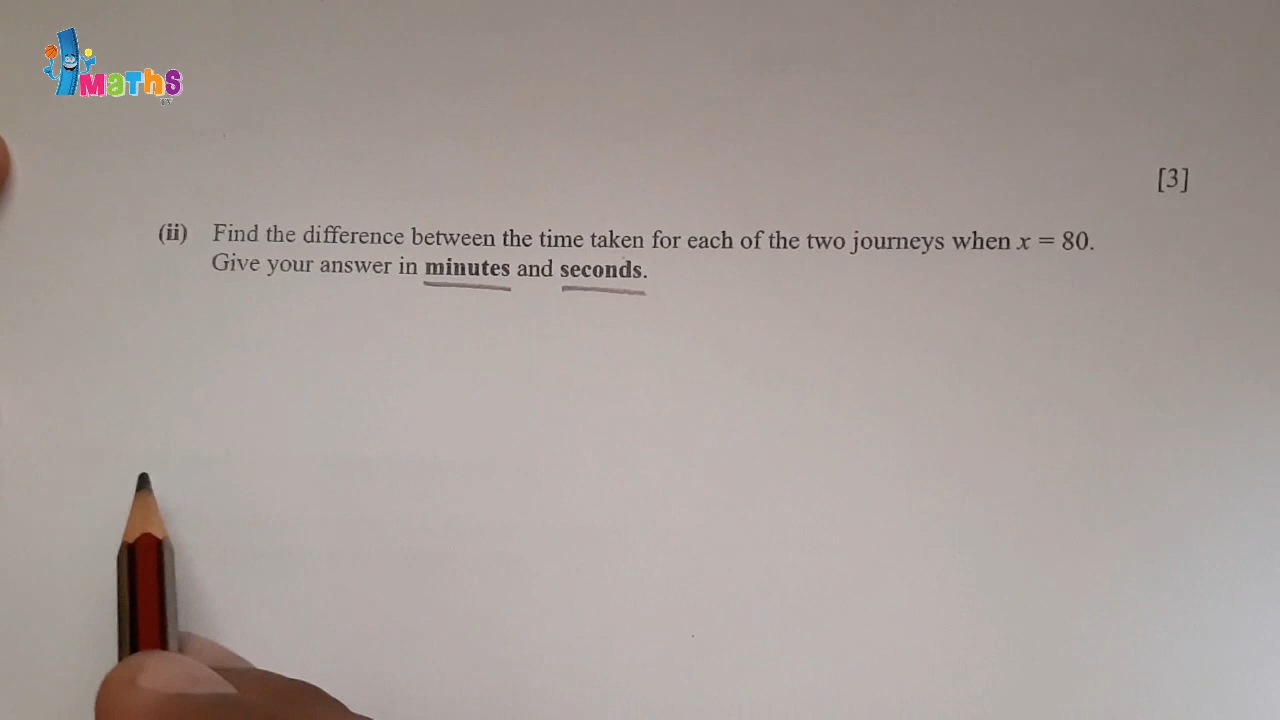 Maths
TV
[3]
(ii) Find the difference between the time taken for each of the two journeys when x = 80.
Give your answer in minutes and seconds.